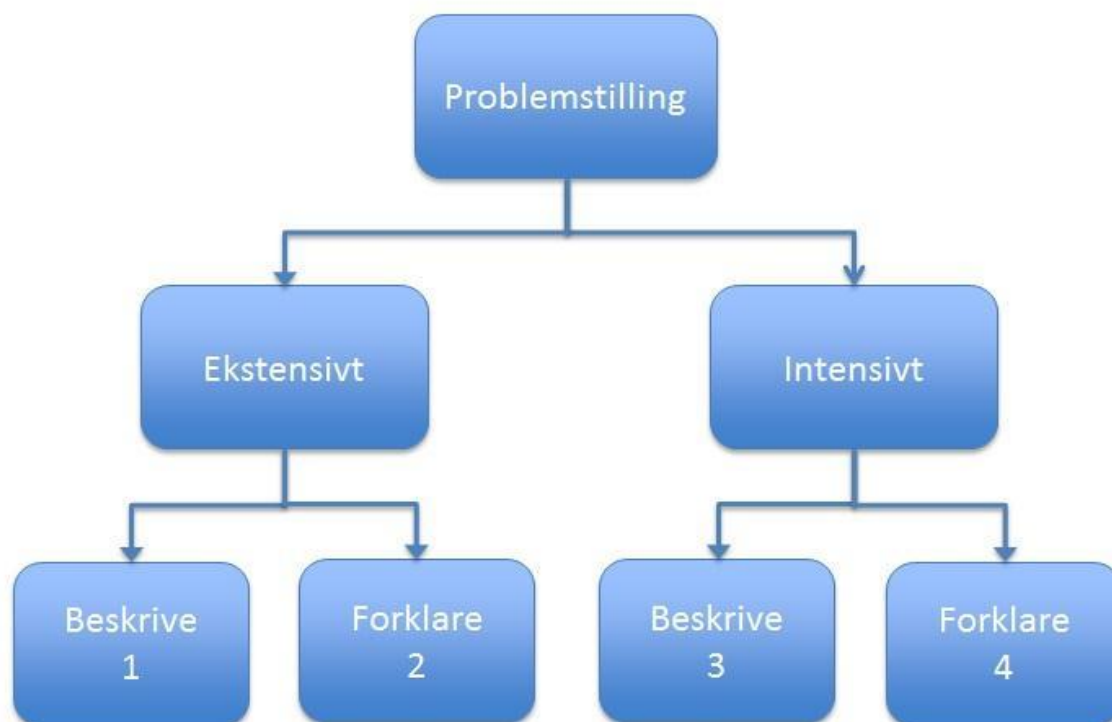 Problemstilling
Ekstensivt
Intensivt
Beskrive
1
Forklare
2
Beskrive
3
Forklare
4